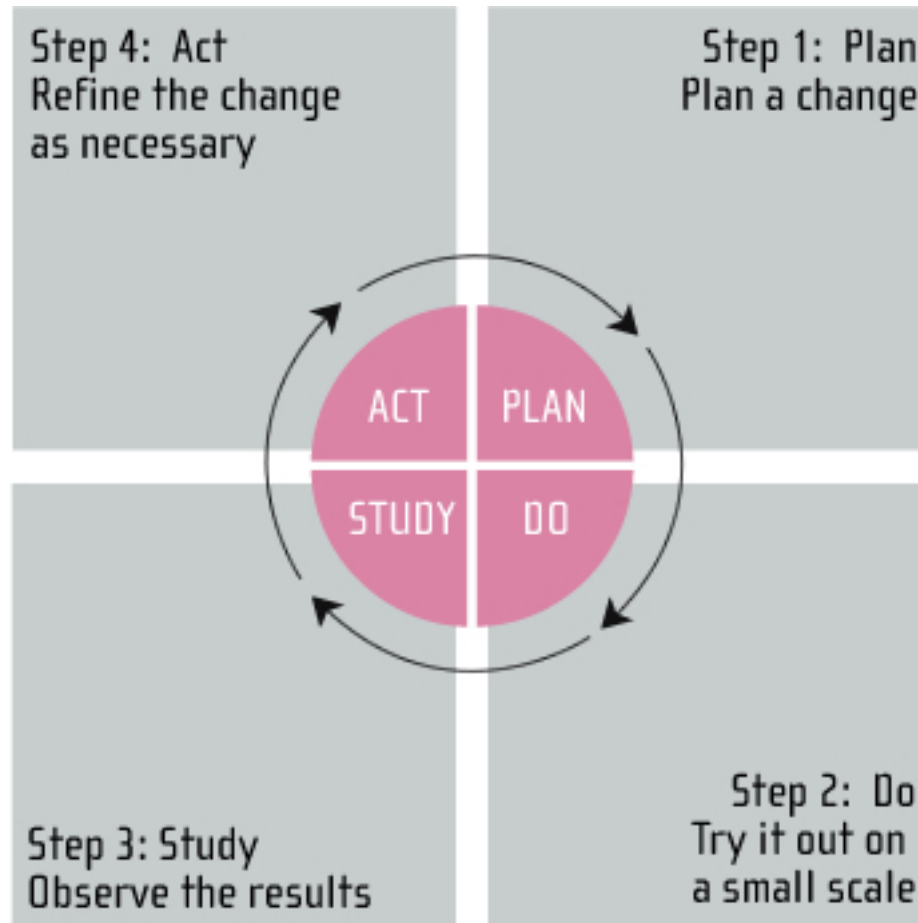 Step 4: Act
Refine the change
as necessary
Step 1: Plan
Plan a change
ACT
PLAN
STUDY
DO
Step 3: Study
Observe the results
Step 2: Do
Try it out on
a small scale